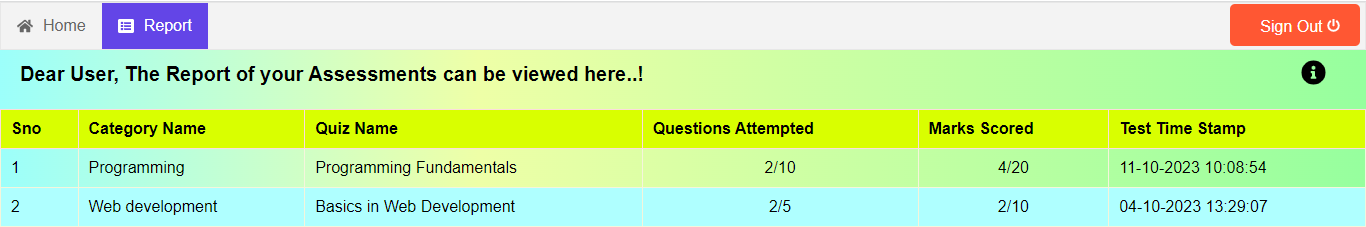 Home Report Sign Out
Dear User, The Report of your Assessments can be viewed here..!
Sno Category Name Quiz Name Questions Attempted Marks Scored Test Time Stamp
1 Programming Programming Fundamentals 2/10 4/20 11-10-2023 10:08:54
2 Web development Basics in Web Development 2/5 2/10 04-10-2023 13:29:07